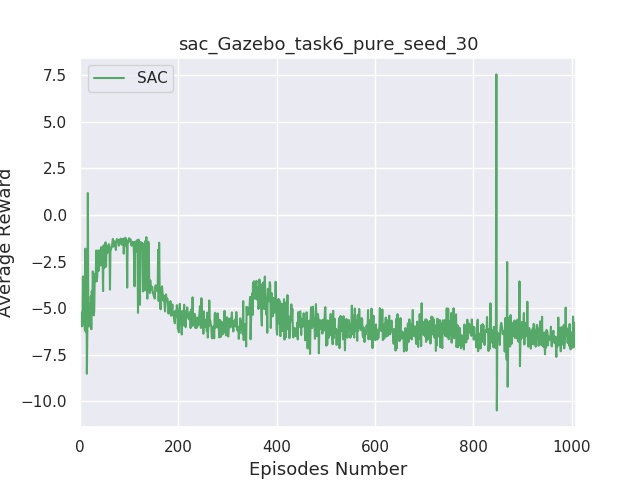 sac_Gazebo_task6_pure_seed_30
SAC
7.5
5.0
2.5
0.0
−2.5
−5.0
−7.5
−10.0
Average Reward
0 200 400 600 800 1000
Episodes Number